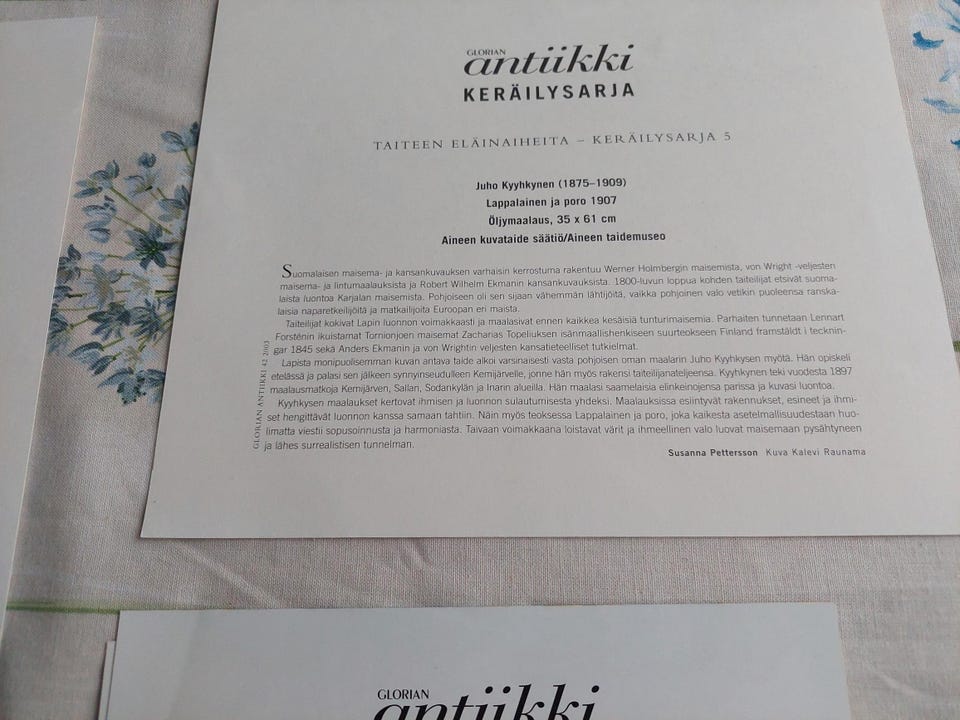 GLORIAN
antiikki
KERÄILYSARJA
TAITEEN ELÄINAIHEITA – KERÄILYSARJA 5
Juho Kyyhkynen (1875–1909)
Lappalainen ja poro 1907
Öljymaalaus, 35 x 61 cm
Aineen kuvataide säätiö/Aineen taidemuseo
Suomalaisen maisema- ja kansankuvauksen varhaisin kerrostuma rakentuu Werner Holmbergin maisemista, von Wright -veljesten
maisema- ja lintumaalauksista ja Robert Wilhelm Ekmanin kansankuvauksista. 1800-luvun loppua kohden taiteilijat etsivät suoma-
laista luontoa Karjalan maisemista. Pohjoiseen oli sen sijaan vähemmän lähtijöitä, vaikka pohjoinen valo vetikin puoleensa ranska-
laisia naparetkeilijöitä ja matkailijoita Euroopan eri maista.
Taiteilijat kokivat Lapin luonnon voimakkaasti ja maalasivat ennen kaikkea kesäisiä tunturimaisemia. Parhaiten tunnetaan Lennart
Forsténin ikuistamat Tornionjoen maisemat Zacharias Topeliuksen isänmaallishenkiseen suurteokseen Finland framställdt i tecknin-
gar 1845 sekä Anders Ekmanin ja von Wrightin veljesten kansatieteelliset tutkielmat.
Lapista monipuolisemman kuvan antava taide alkoi varsinaisesti vasta pohjoisen oman maalarin Juho Kyyhkysen myötä. Hän opiskeli
etelässä ja palasi sen jälkeen synnyinseudulleen Kemijärvelle, jonne hän myös rakensi taiteilijanateljeensa. Kyyhkynen teki vuodesta 1897
maalausmatkoja Kemijärven, Sallan, Sodankylän ja Inarin alueilla. Hän maalasi saamelaisia elinkeinojensa parissa ja kuvasi luontoa.
Kyyhkysen maalaukset kertovat ihmisen ja luonnon sulautumisesta yhdeksi. Maalauksissa esiintyvät rakennukset, esineet ja ihmi-
set hengittävät luonnon kanssa samaan tahtiin. Näin myös teoksessa Lappalainen ja poro, joka kaikesta asetelmallisuudestaan huo-
limatta viestii sopusoinnusta ja harmoniasta. Taivaan voimakkaana loistavat värit ja ihmeellinen valo luovat maisemaan pysähtyneen
ja lähes surrealistisen tunnelman.
Susanna Pettersson Kuva Kalevi Raunama
GLORIAN ANTIIKKI 42 2003
GLORIAN
antiikki